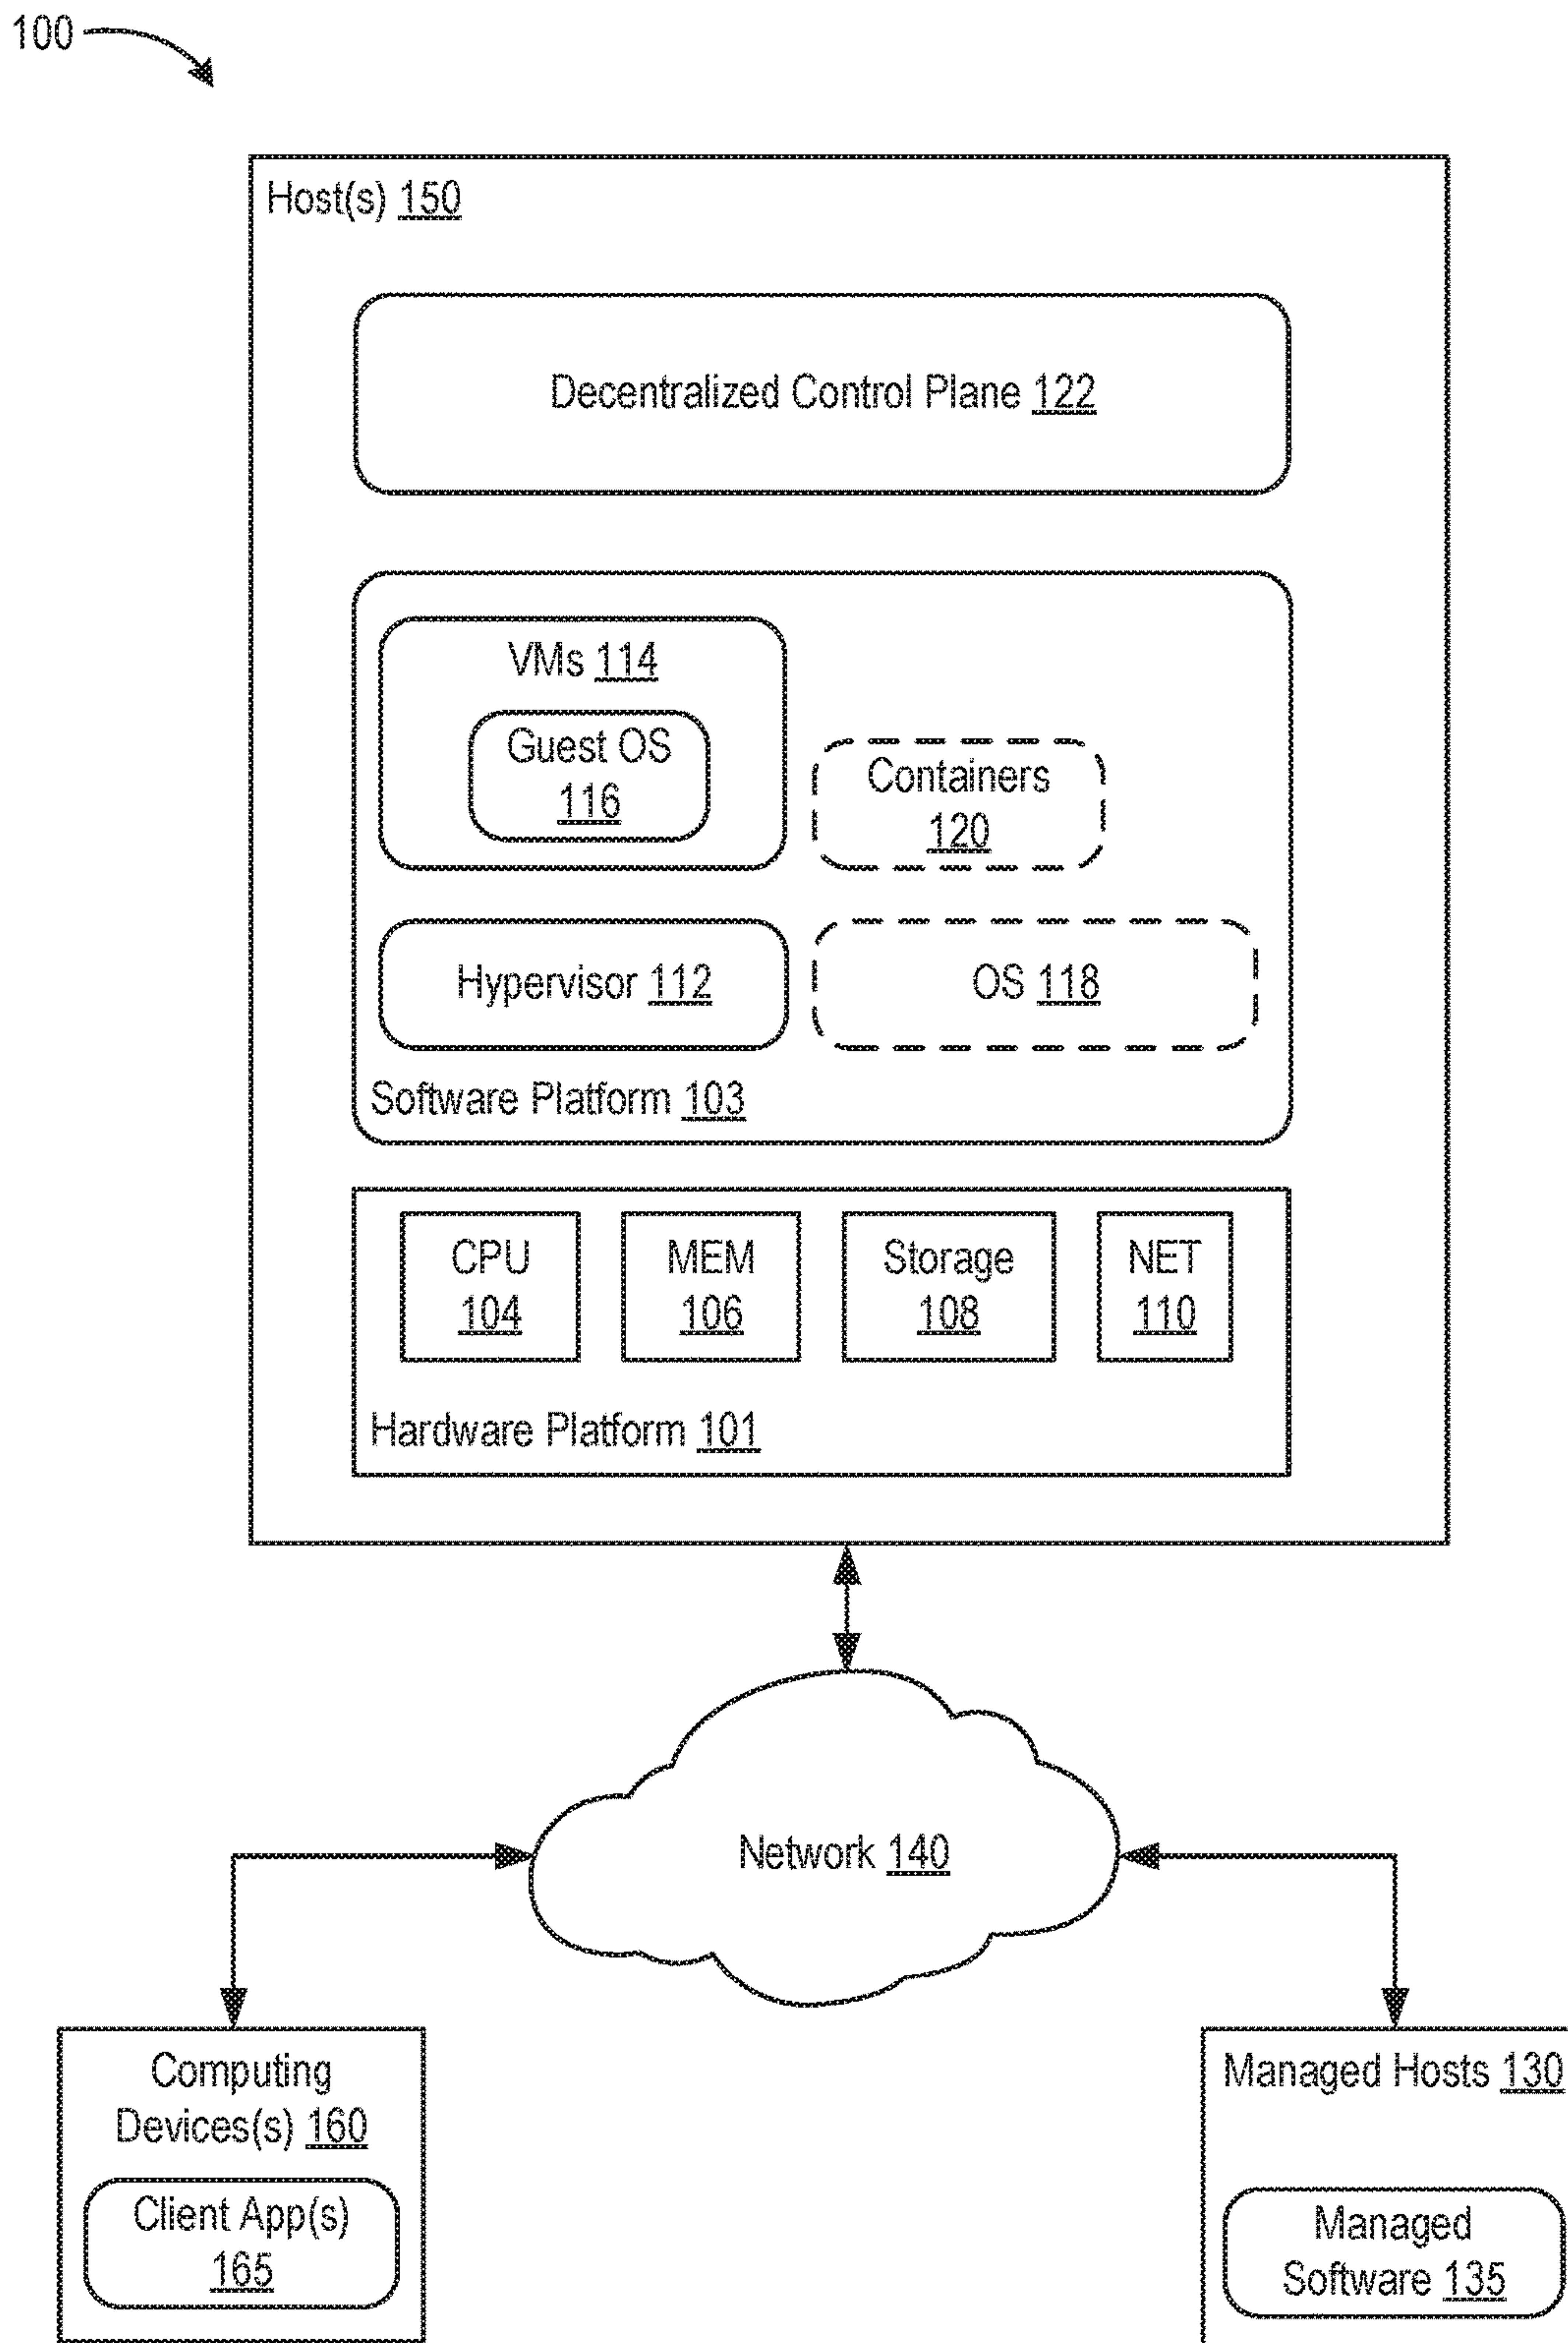 100
Host(s) 150
Decentralized Control Plane 122
VMs 114
Guest OS
116
Containers
120
Hypervisor 112
OS 118
Software Platform 103
CPU
104
MEM
106
Storage
108
NET
110
Hardware Platform 101
Network 140
Computing
Devices(s) 160
Client App(s)
165
Managed Hosts 130
Managed
Software 135